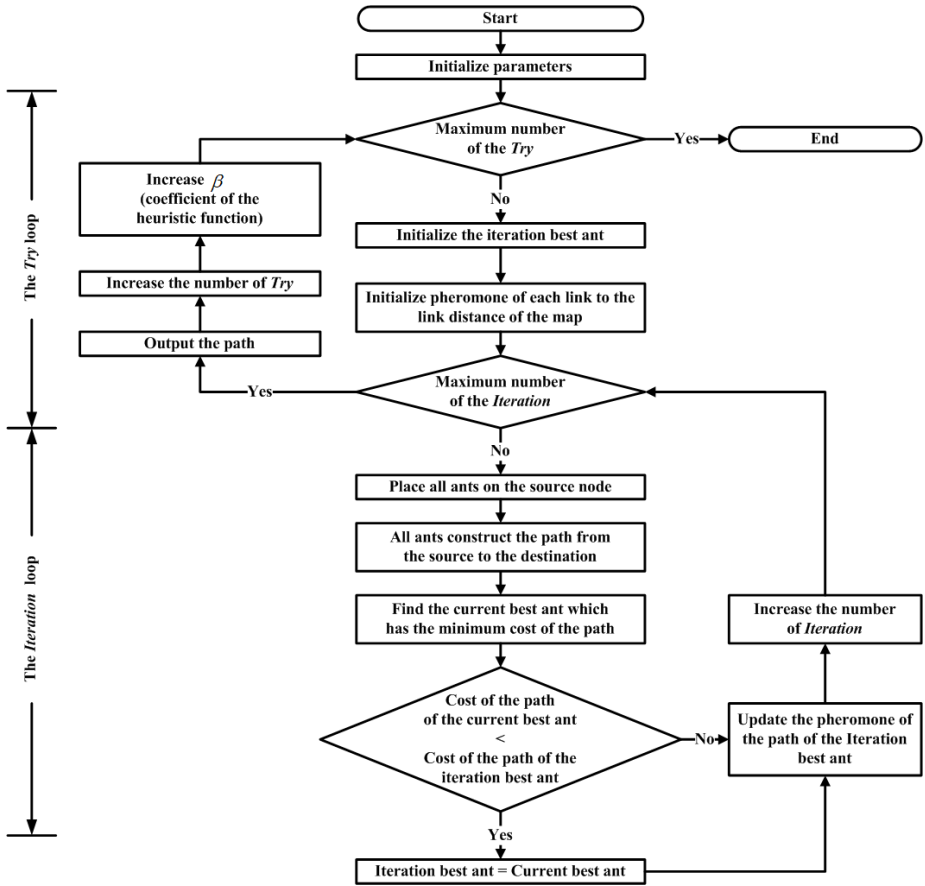 Start
Initialize parameters
Maximum number
of the Try
Yes
End
No
Increase β
(coefficient of the
heuristic function)
Initialize the iteration best ant
Increase the number of Try
Initialize pheromone of each link to the
link distance of the map
Output the path
Maximum number
of the Iteration
Yes
No
The Try loop
Place all ants on the source node
All ants construct the path from
the source to the destination
Find the current best ant which
has the minimum cost of the path
Increase the number
of Iteration
Cost of the path
of the current best ant
<
Cost of the path of the
iteration best ant
No
Update the pheromone of
the path of the Iteration
best ant
Yes
Iteration best ant = Current best ant
The Iteration loop